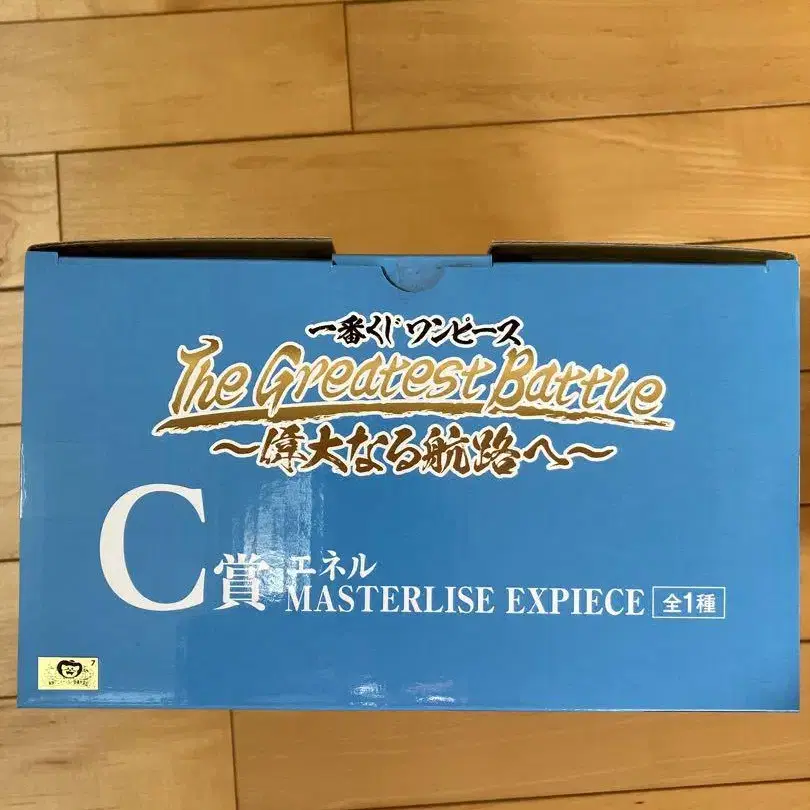 一番くじ ワンピース
The Greatest Battle
～偉大なる航路へ～
C賞 エネル
MASTERLISE EXPIECE 全1種
7